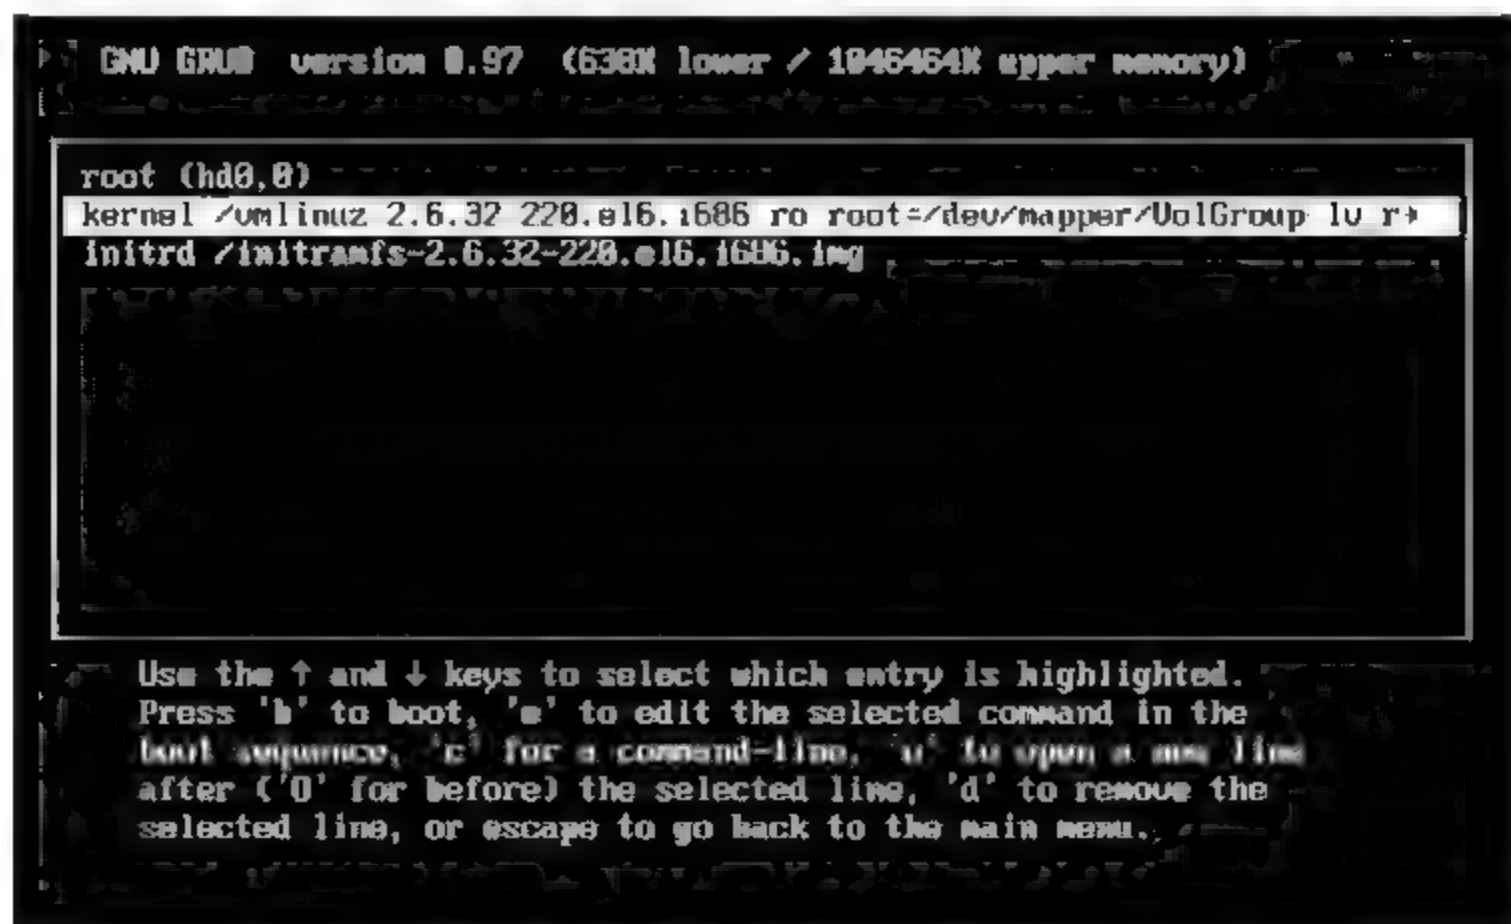 GNU GRUB version 0.97 (638K lower / 1046464K upper memory)
root (hd0,0)
kernel /vmlinuz 2.6.32 220.el6.i686 ro root=/dev/mapper/VolGroup lv r→
initrd /initramfs-2.6.32-220.el6.i686.img
Use the ↑ and ↓ keys to select which entry is highlighted.
Press 'b' to boot, 'e' to edit the selected command in the
boot sequence, 'c' for a command-line, 'o' to open a new line
after ('O' for before) the selected line, 'd' to remove the
selected line, or escape to go back to the main menu.